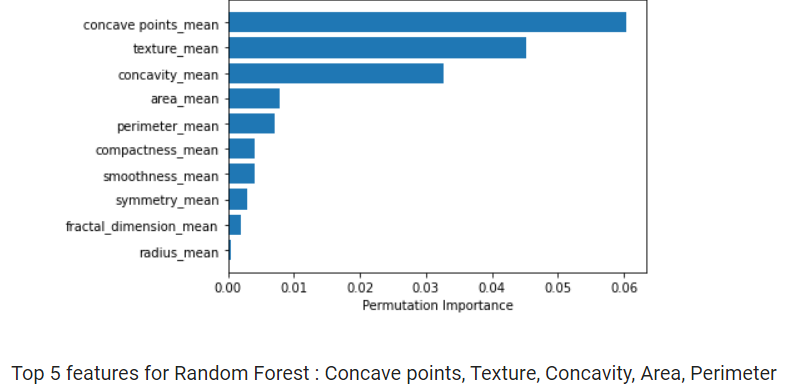 concave points_mean
texture_mean
concavity_mean
area_mean
perimeter_mean
compactness_mean
smoothness_mean
symmetry_mean
fractal_dimension_mean
radius_mean
0.00 0.01 0.02 0.03 0.04 0.05 0.06
Permutation Importance
Top 5 features for Random Forest : Concave points, Texture, Concavity, Area, Perimeter